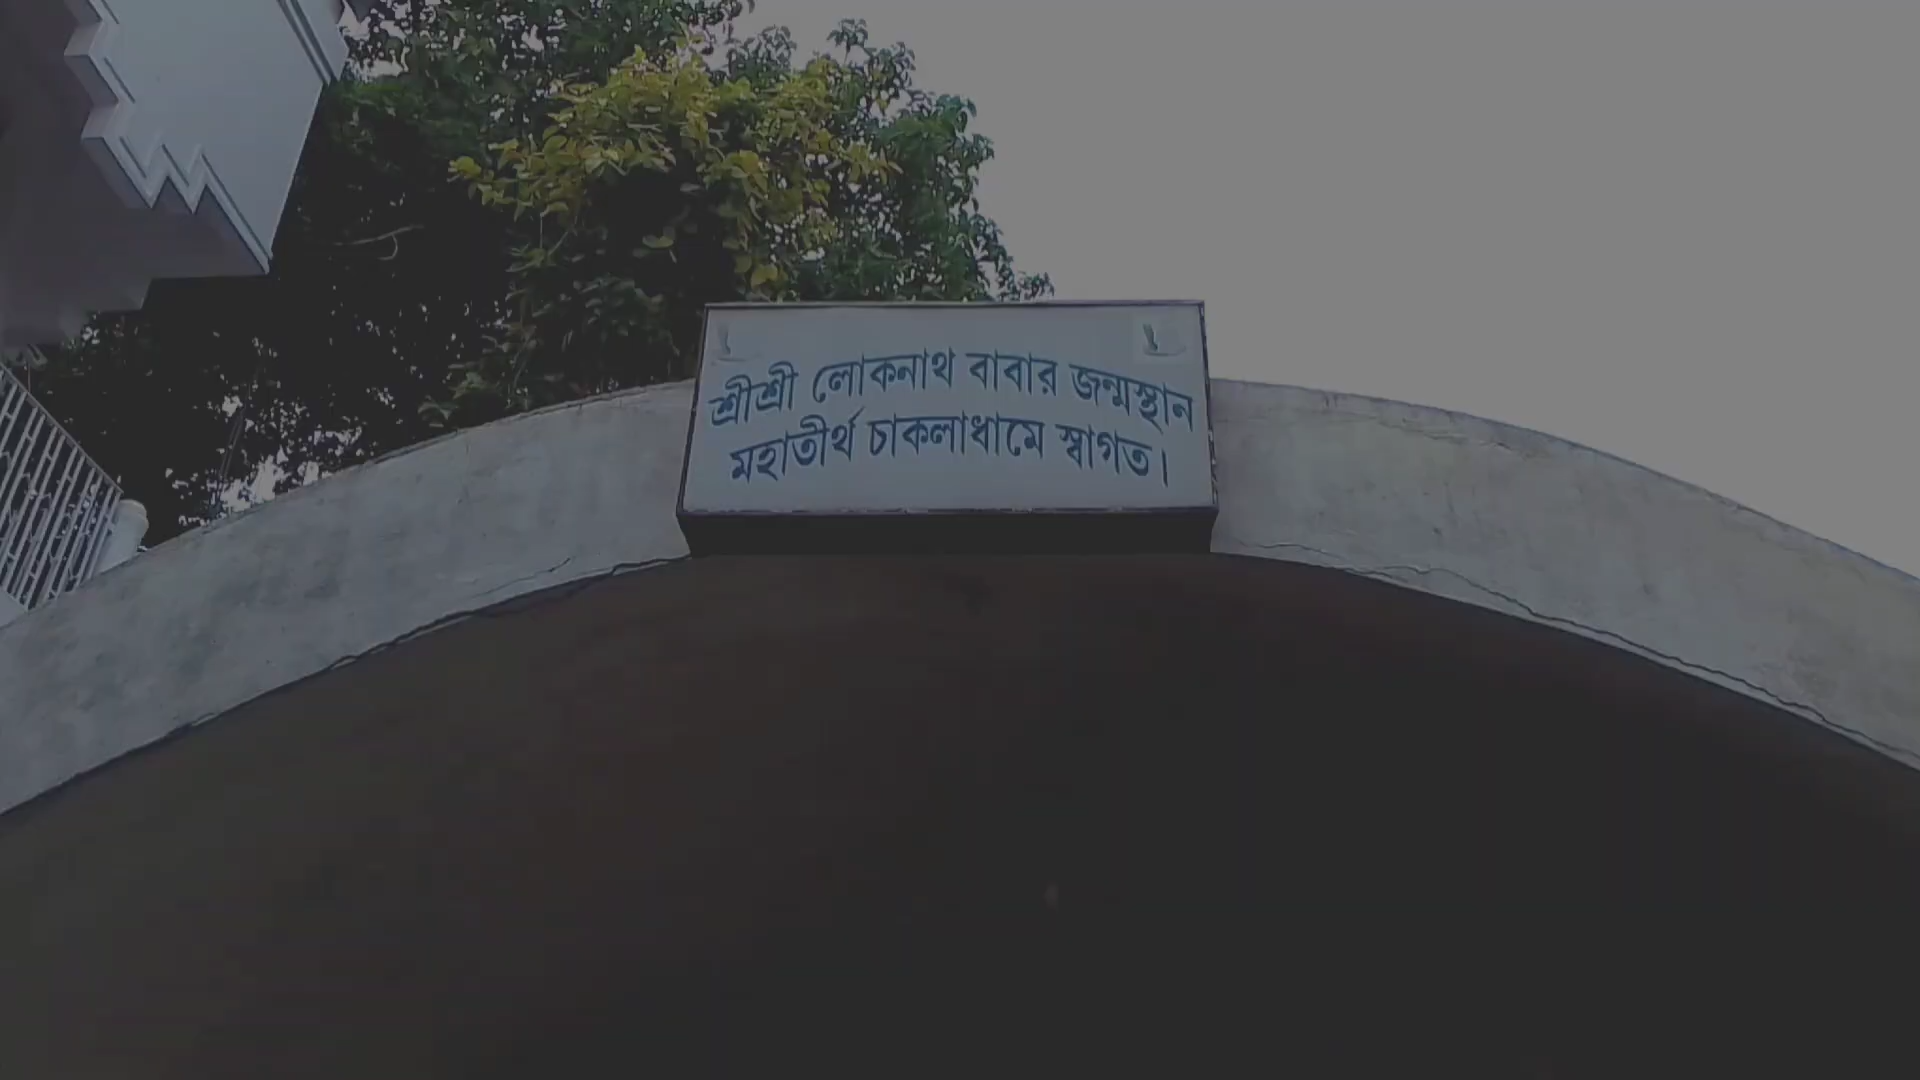 শ্রীশ্রী লোকনাথ বাবার জন্মস্থান
মহাতীর্থ চাকলাধামে স্বাগত।